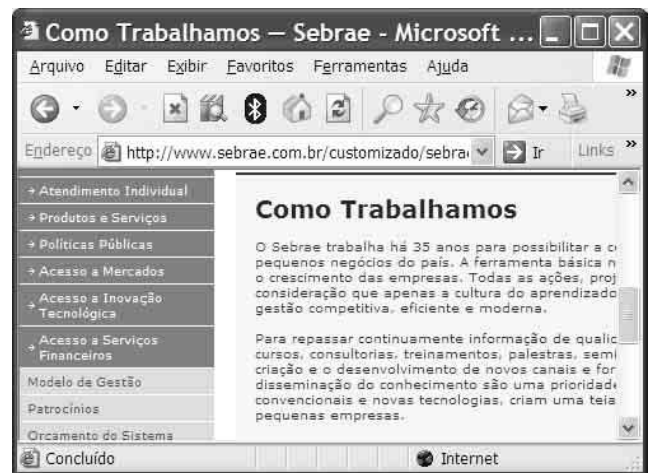 Como Trabalhamos — Sebrae - Microsoft ...
Arquivo Editar Exibir Favoritos Ferramentas Ajuda
Endereço http://www.sebrae.com.br/customizado/sebra Ir Links »
Atendimento Individual
Produtos e Serviços
Políticas Públicas
Acesso a Mercados
Acesso a Inovação
Tecnológica
Acesso a Serviços
Financeiros
Modelo de Gestão
Patrocínios
Orçamento do Sistema
Como Trabalhamos
O Sebrae trabalha há 35 anos para possibilitar a
pequenos negócios do país. A ferramenta básica
o crescimento das empresas. Todas as ações,
consideração que apenas a cultura do aprendizado
gestão competitiva, eficiente e moderna.
Para repassar continuamente informação de
cursos, consultorias, treinamentos, palestras,
criação e o desenvolvimento de novos canais e
disseminação do conhecimento são uma
convencionais e novas tecnologias, criam uma teia
pequenas empresas.
Concluído Internet